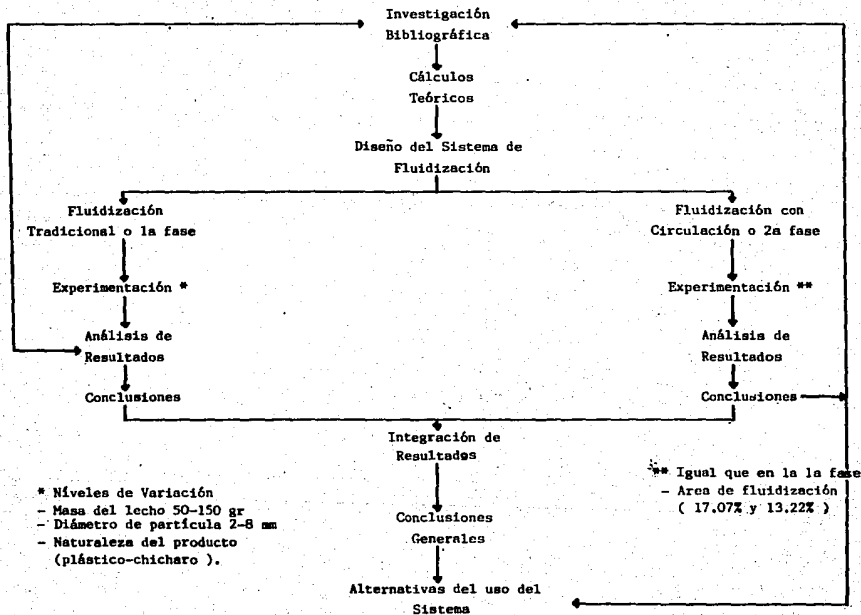 Investigación
Bibliográfica
Cálculos
Teóricos
Diseño del Sistema de
Fluidización
Fluidización
Tradicional o 1a fase
Fluidización con
Circulación o 2a fase
Experimentación *
Experimentación **
Análisis de
Resultados
Análisis de
Resultados
Conclusiones
Conclusiones
Integración de
Resultados
* Niveles de Variación
- Masa del lecho 50-150 gr
- Diámetro de partícula 2-8 mm
- Naturaleza del producto
(plástico-chicharo ).
** Igual que en la 1a fase
- Area de fluidización
( 17.07% y 13.22% )
Conclusiones
Generales
Alternativas del uso del
Sistema